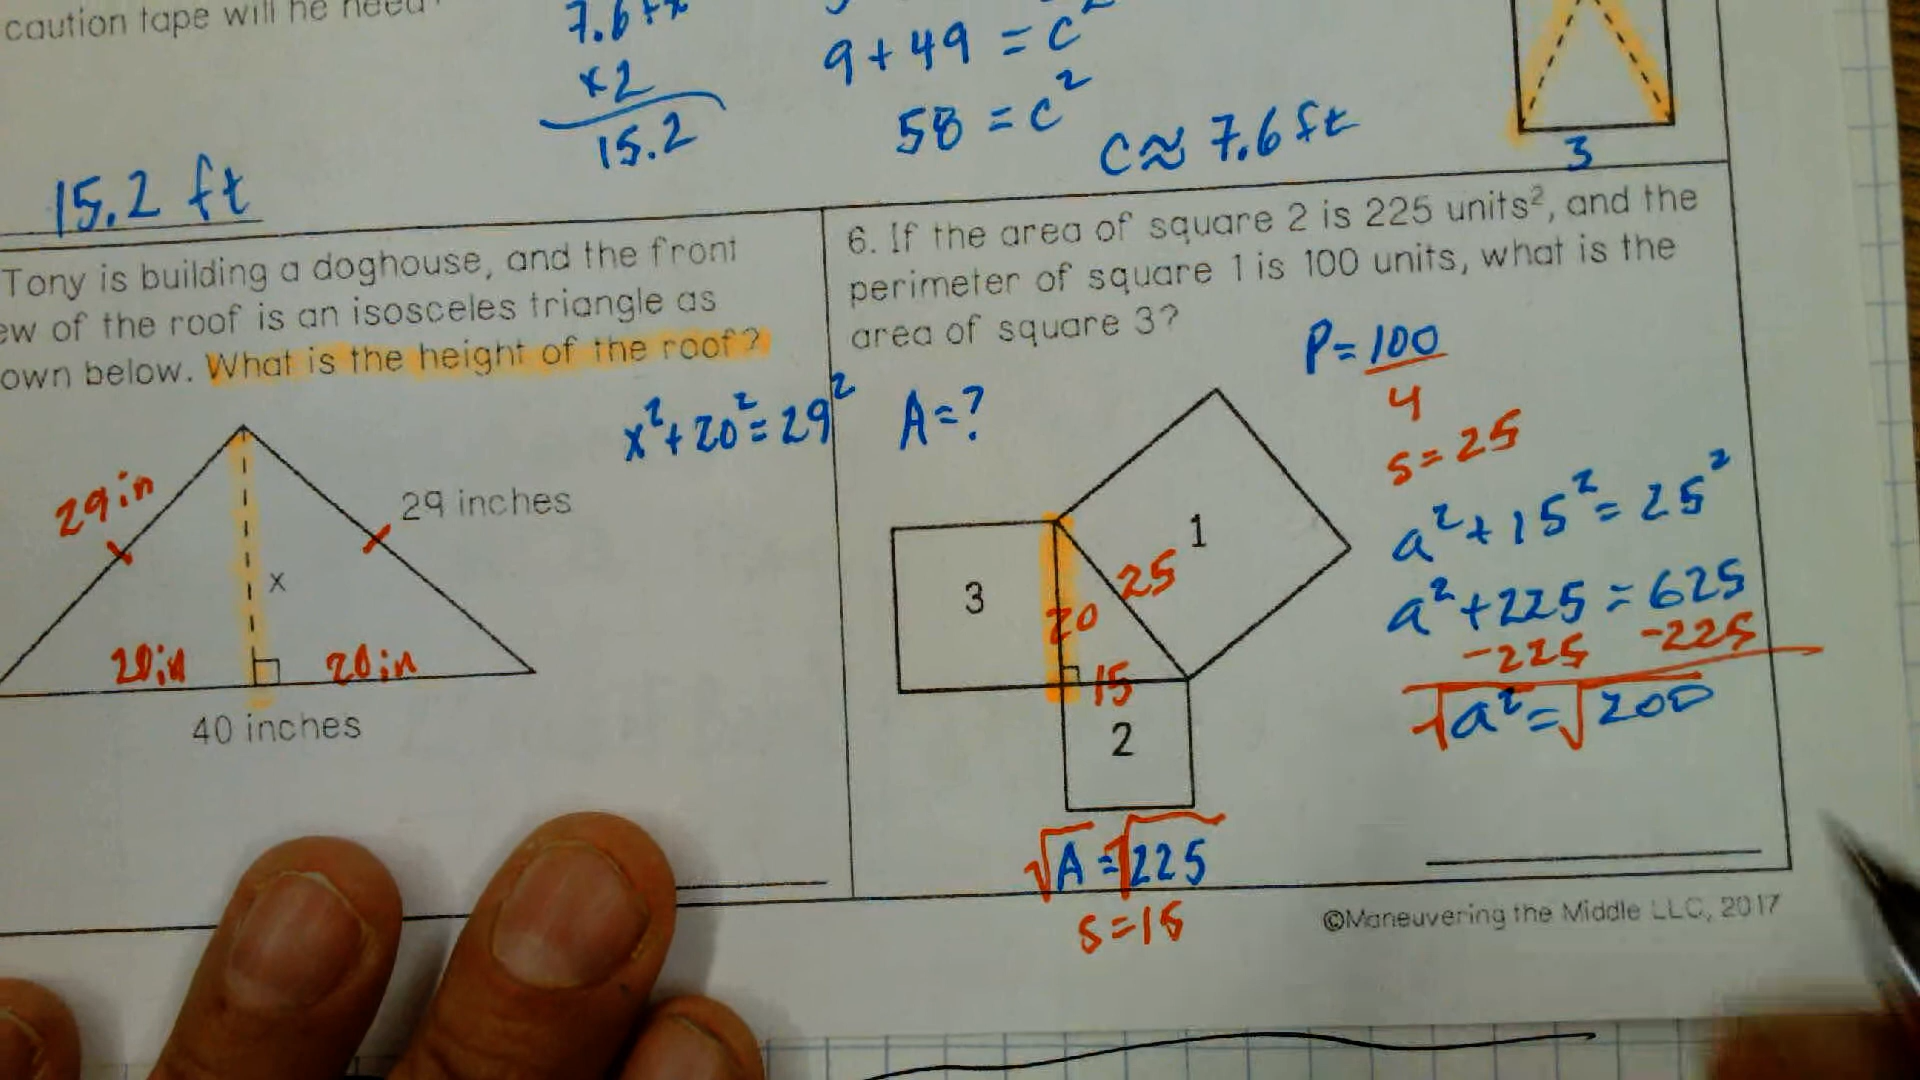 caution tape will he need?
7.6 ft
x2
15.2
9 + 49 = c²
58 = c²
c ≈ 7.6 ft
3
15.2 ft
Tony is building a doghouse, and the front
ew of the roof is an isosceles triangle as
own below. What is the height of the roof?
x² + 20² = 29²
29 in
29 inches
x
20 in
20 in
40 inches
6. If the area of square 2 is 225 units², and the
perimeter of square 1 is 100 units, what is the
area of square 3?
A = ?
P = 100
4
s = 25
1
3
25
20
15
2
a² + 15² = 25²
a² + 225 = 625
-225 -225
√a² = √200
√A = √225
s = 15
©Maneuvering the Middle LLC, 2017